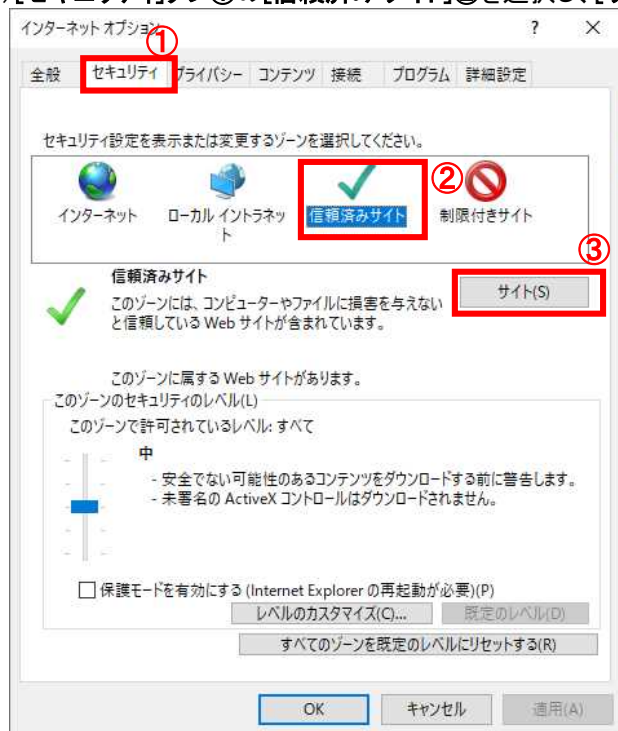 インターネット オプション ? ×
①
全般 セキュリティ プライバシー コンテンツ 接続 プログラム 詳細設定
セキュリティ設定を表示または変更するゾーンを選択してください。
②
インターネット ローカル イントラネット 信頼済みサイト 制限付きサイト
③
信頼済みサイト
サイト(S)
このゾーンには、コンピューターやファイルに損害を与えない
と信頼している Web サイトが含まれています。
このゾーンに属する Web サイトがあります。
このゾーンのセキュリティのレベル(L)
このゾーンで許可されているレベル: すべて
中
- 安全でない可能性のあるコンテンツをダウンロードする前に警告します。
- 未署名の ActiveX コントロールはダウンロードされません。
保護モードを有効にする (Internet Explorer の再起動が必要)(P)
レベルのカスタマイズ(C)... 既定のレベル(D)
すべてのゾーンを既定のレベルにリセットする(R)
OK キャンセル 適用(A)